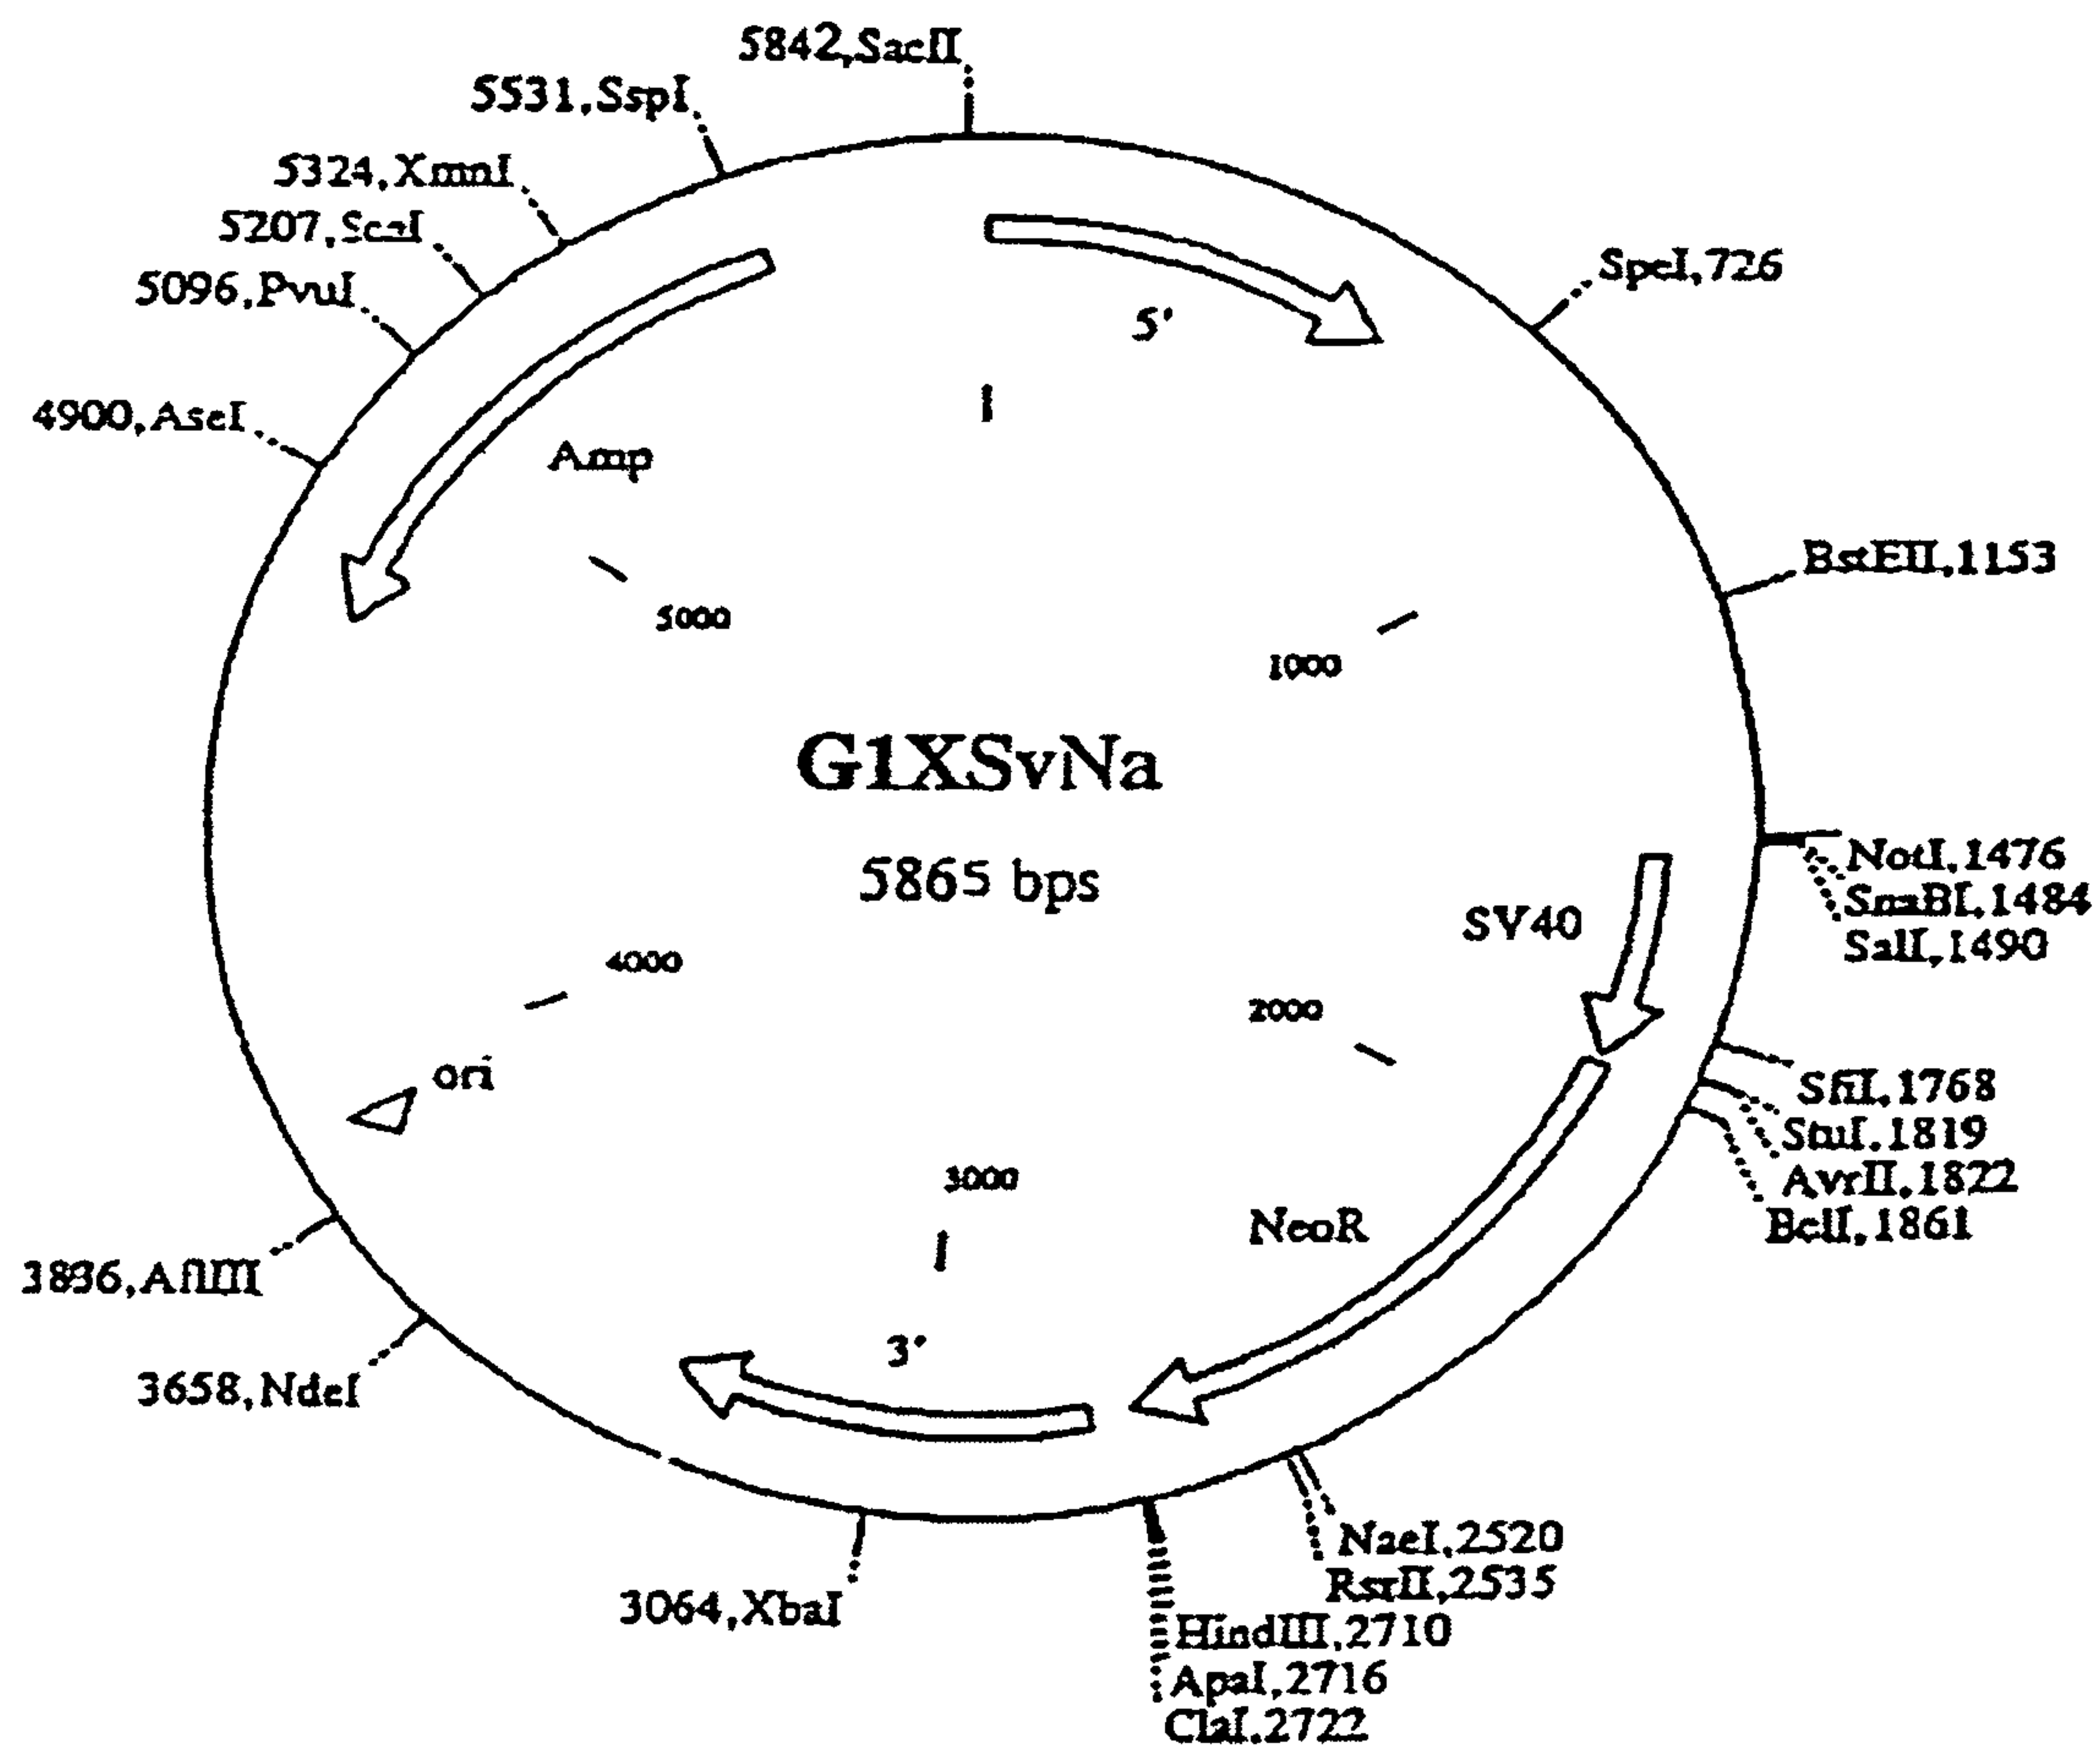 5842,SacII
5531,SspI
5324,XmnI
5207,ScaI
5096,PvuI
4900,AseI
SpeI,726
BstEII,1153
NotI,1476
SnaBI,1484
SalI,1490
SfiI,1768
StuI,1819
AvrII,1822
BclI,1861
NaeI,2520
RsrII,2535
HindIII,2710
ApaI,2716
ClaI,2722
3064,XbaI
3658,NdeI
3896,AflIII
5'
Amp
5000
1000
G1XSvNa
5865 bps
SV40
4000
2000
ori
3000
NeoR
3'